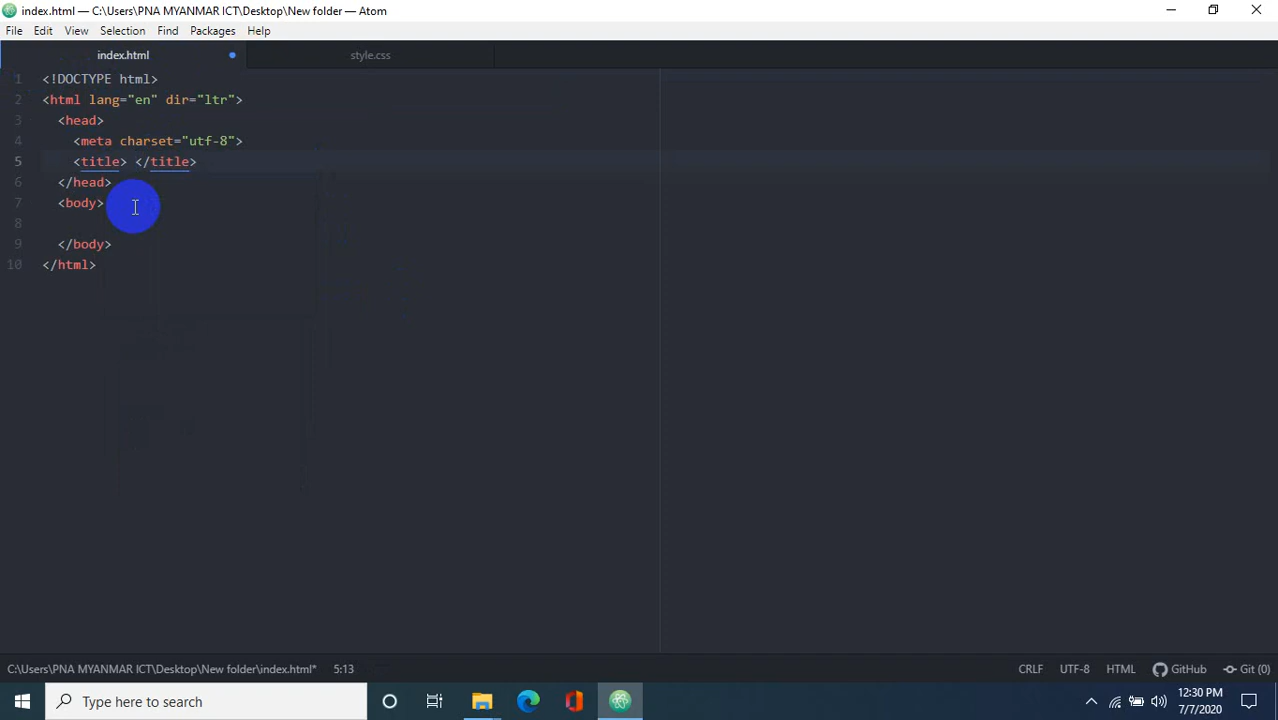 index.html — C:\Users\PNA MYANMAR ICT\Desktop\New folder — Atom
File Edit View Selection Find Packages Help
index.html style.css
1 <!DOCTYPE html>
2 <html lang="en" dir="ltr">
3 <head>
4 <meta charset="utf-8">
5 <title> </title>
6 </head>
7 <body>
8
9 </body>
10 </html>
C:\Users\PNA MYANMAR ICT\Desktop\New folder\index.html* 5:13 CRLF UTF-8 HTML GitHub Git (0)
Type here to search
12:30 PM
7/7/2020